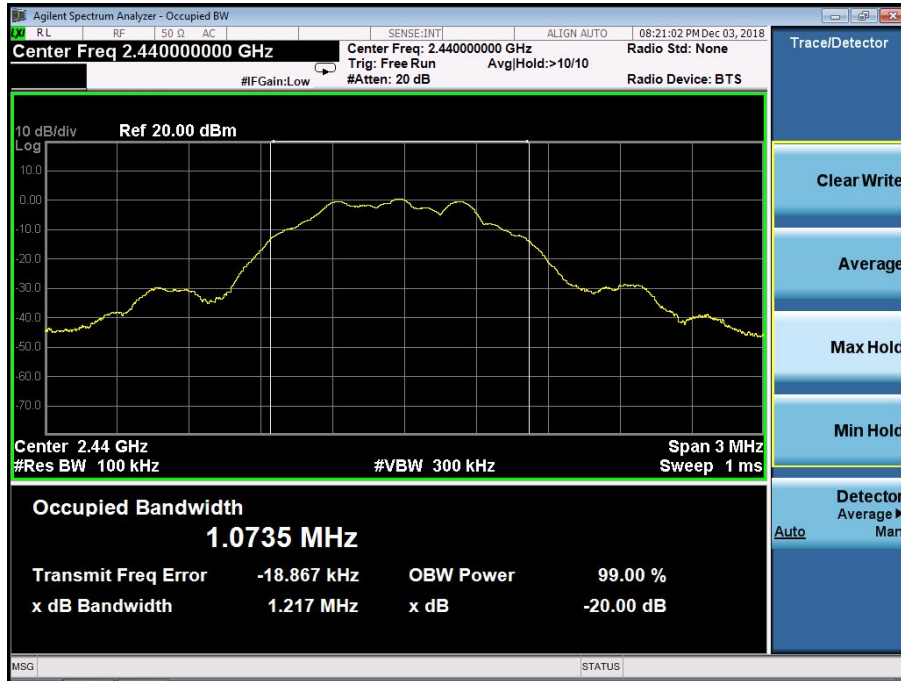 Agilent Spectrum Analyzer - Occupied BW
LXI RL RF 50 Ω AC SENSE:INT ALIGN AUTO 08:21:02 PM Dec 03, 2018
Center Freq 2.440000000 GHz Center Freq: 2.440000000 GHz Radio Std: None
Trig: Free Run Avg|Hold:>10/10
#IFGain:Low #Atten: 20 dB Radio Device: BTS
Trace/Detector
10 dB/div Ref 20.00 dBm
Log
10.0
0.00
-10.0
-20.0
-30.0
-40.0
-50.0
-60.0
-70.0
Center 2.44 GHz Span 3 MHz
#Res BW 100 kHz #VBW 300 kHz Sweep 1 ms
Clear Write
Average
Max Hold
Min Hold
Detector
Average
Auto Man
Occupied Bandwidth
1.0735 MHz
Transmit Freq Error -18.867 kHz OBW Power 99.00 %
x dB Bandwidth 1.217 MHz x dB -20.00 dB
MSG STATUS